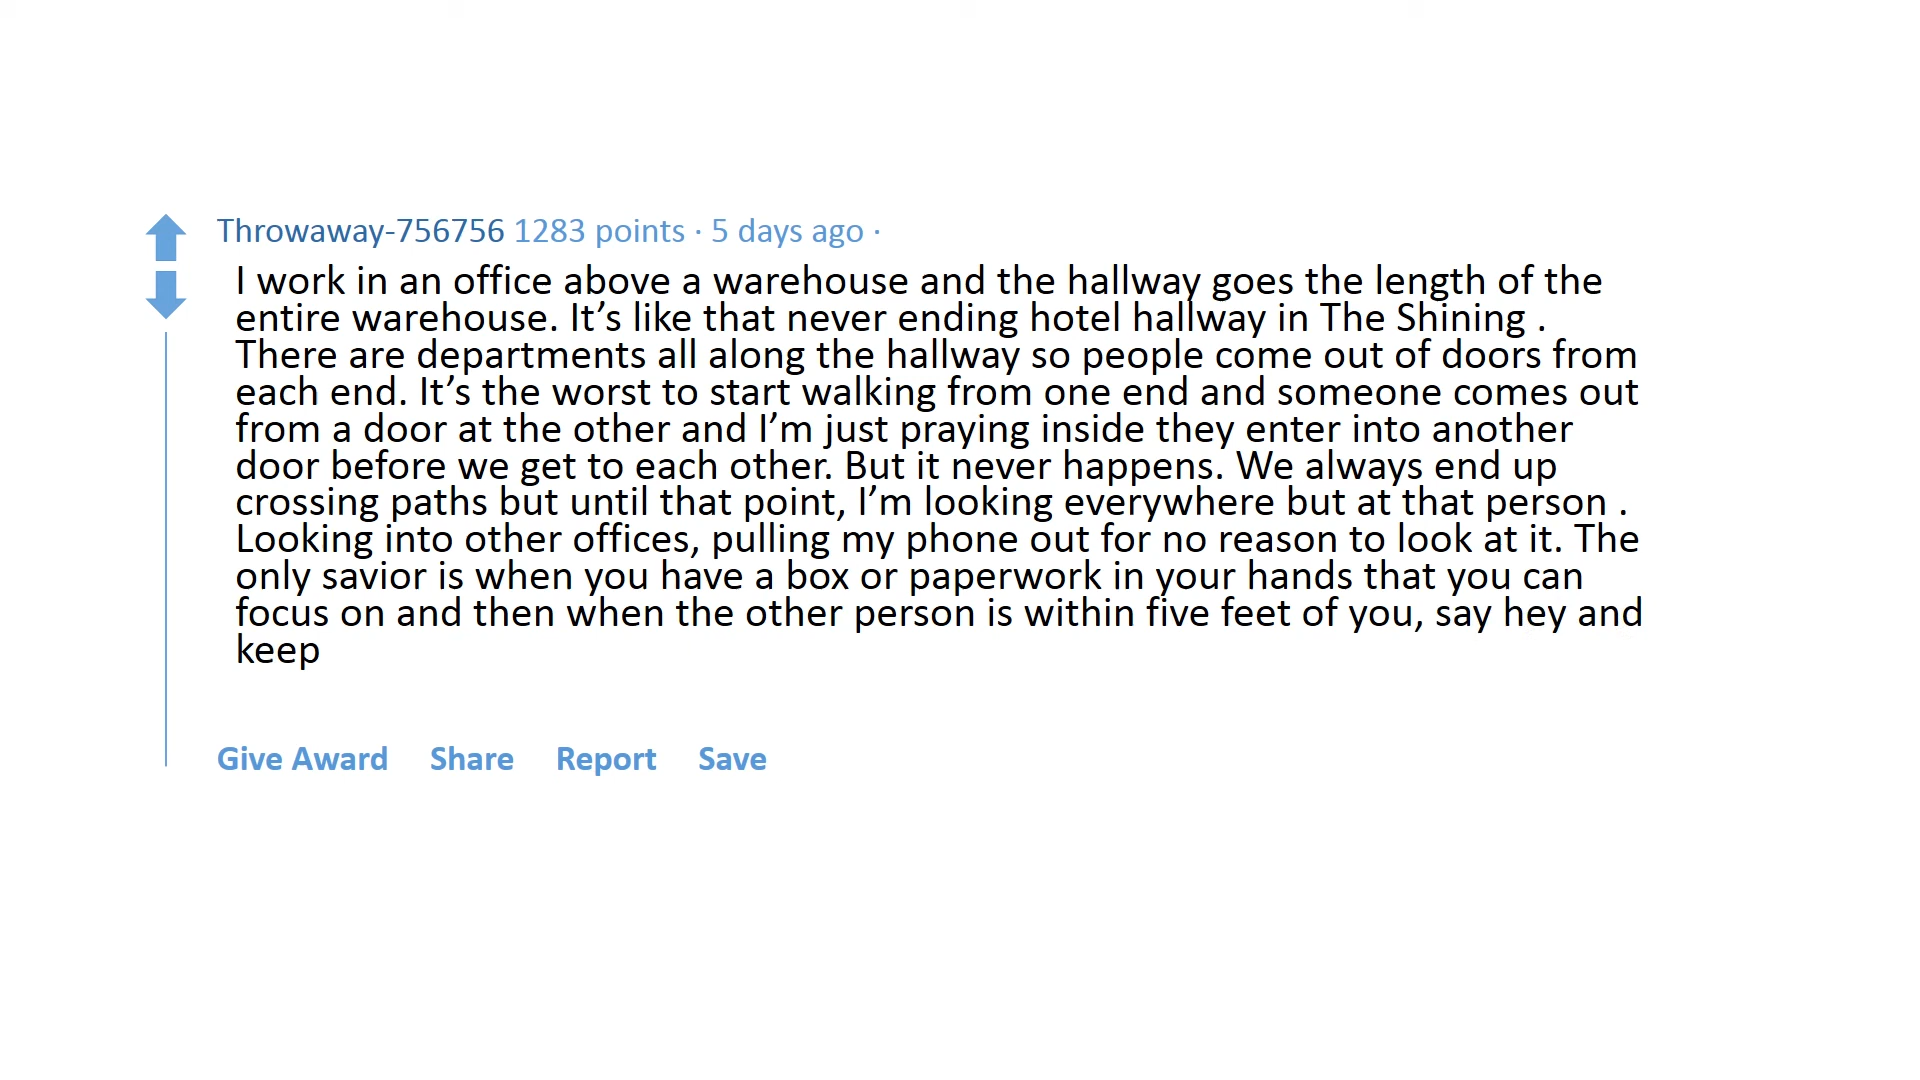 Throwaway-756756 1283 points · 5 days ago ·
I work in an office above a warehouse and the hallway goes the length of the
entire warehouse. It’s like that never ending hotel hallway in The Shining .
There are departments all along the hallway so people come out of doors from
each end. It’s the worst to start walking from one end and someone comes out
from a door at the other and I’m just praying inside they enter into another
door before we get to each other. But it never happens. We always end up
crossing paths but until that point, I’m looking everywhere but at that person .
Looking into other offices, pulling my phone out for no reason to look at it. The
only savior is when you have a box or paperwork in your hands that you can
focus on and then when the other person is within five feet of you, say hey and
keep
Give Award Share Report Save